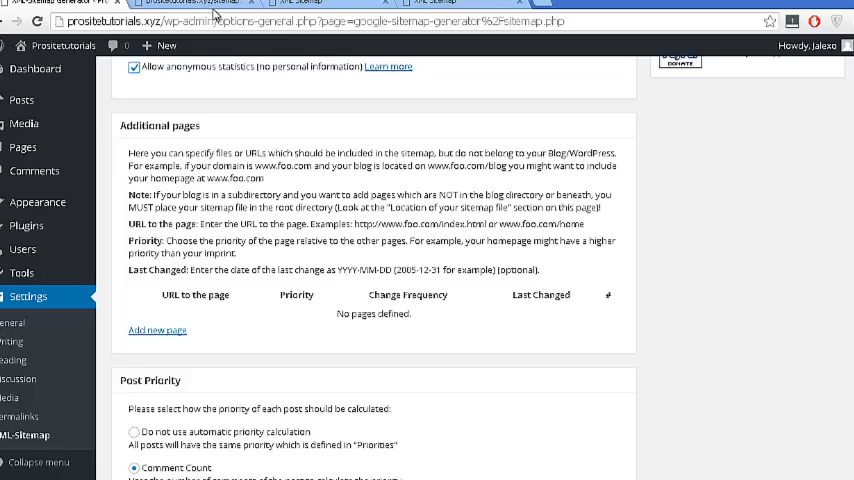 XML-Sitemap Generator ‹ Pro
prositetutorials.xyz/sitemap.
XML Sitemap
XML Sitemap
prositetutorials.xyz/wp-admin/options-general.php?page=google-sitemap-generator%2Fsitemap.php
Prositetutorials 0 + New Howdy, Jalexo
Dashboard
Posts
Media
Pages
Comments
Appearance
Plugins
Users
Tools
Settings
eneral
riting
eading
iscussion
edia
ermalinks
ML-Sitemap
Collapse menu
Allow anonymous statistics (no personal information) Learn more
DONATE
Additional pages
Here you can specify files or URLs which should be included in the sitemap, but do not belong to your Blog/WordPress.
For example, if your domain is www.foo.com and your blog is located on www.foo.com/blog you might want to include
your homepage at www.foo.com
Note: If your blog is in a subdirectory and you want to add pages which are NOT in the blog directory or beneath, you
MUST place your sitemap file in the root directory (Look at the "Location of your sitemap file" section on this page)!
URL to the page: Enter the URL to the page. Examples: http://www.foo.com/index.html or www.foo.com/home
Priority: Choose the priority of the page relative to the other pages. For example, your homepage might have a higher
priority than your imprint.
Last Changed: Enter the date of the last change as YYYY-MM-DD (2005-12-31 for example) (optional).
URL to the page Priority Change Frequency Last Changed #
No pages defined.
Add new page
Post Priority
Please select how the priority of each post should be calculated:
Do not use automatic priority calculation
All posts will have the same priority which is defined in "Priorities"
Comment Count